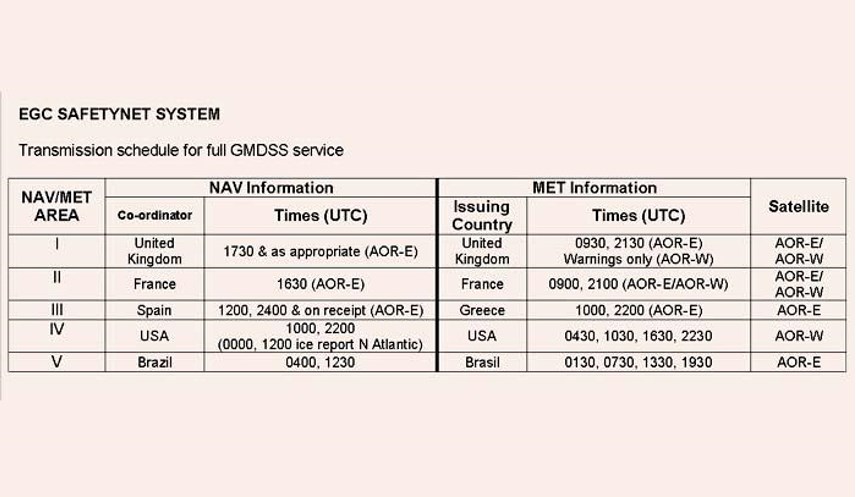 EGC SAFETYNET SYSTEM
Transmission schedule for full GMDSS service
NAV/MET AREA NAV Information MET Information Satellite
Co-ordinator Times (UTC) Issuing Country Times (UTC)
I United Kingdom 1730 & as appropriate (AOR-E) United Kingdom 0930, 2130 (AOR-E) Warnings only (AOR-W) AOR-E/ AOR-W
II France 1630 (AOR-E) France 0900, 2100 (AOR-E/AOR-W) AOR-E/ AOR-W
III Spain 1200, 2400 & on receipt (AOR-E) Greece 1000, 2200 (AOR-E) AOR-E
IV USA 1000, 2200 (0000, 1200 ice report N Atlantic) USA 0430, 1030, 1630, 2230 AOR-W
V Brazil 0400, 1230 Brasil 0130, 0730, 1330, 1930 AOR-E